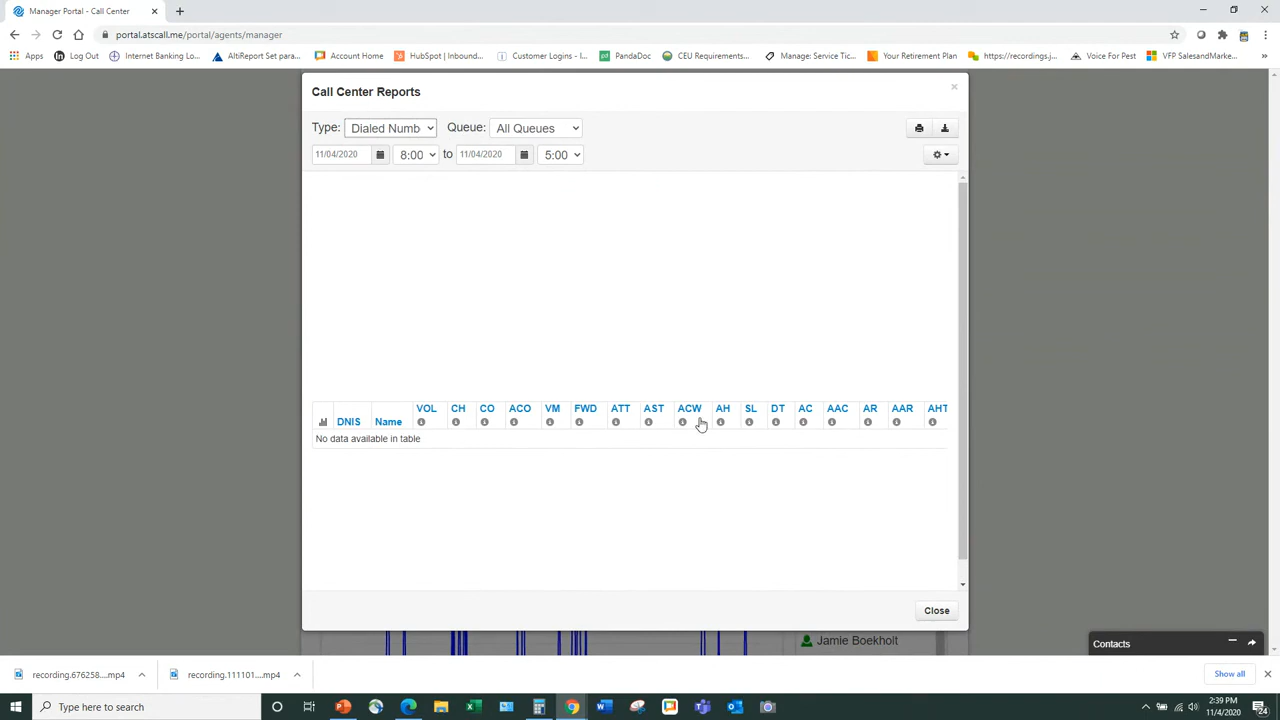 Manager Portal - Call Center
portal.atscall.me/portal/agents/manager
Apps
Log Out
Internet Banking Lo...
AltiReport Set para...
Account Home
HubSpot | Inbound...
Customer Logins - I...
PandaDoc
CEU Requirements...
Manage: Service Tic...
Your Retirement Plan
https://recordings.j...
Voice For Pest
VFP SalesandMarke...
Call Center Reports
Type: Dialed Numb Queue: All Queues
11/04/2020 8:00 to 11/04/2020 5:00
DNIS Name VOL CH CO ACO VM FWD ATT AST ACW AH SL DT AC AAC AR AAR AHT
No data available in table
Close
Jamie Boekholt
Contacts
recording.676258....mp4
recording.111101....mp4
Show all
Type here to search
2:39 PM
11/4/2020
24